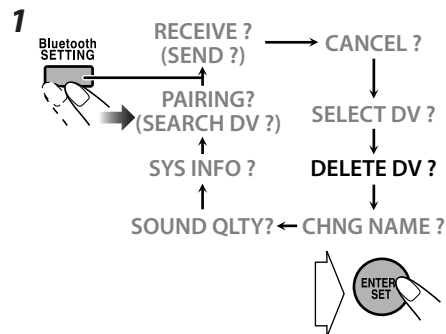 1
Bluetooth
SETTING
RECEIVE ?
(SEND ?)
CANCEL ?
PAIRING?
(SEARCH DV ?)
SELECT DV ?
SYS INFO ?
DELETE DV ?
SOUND QLTY?
CHNG NAME ?
ENTER
SET